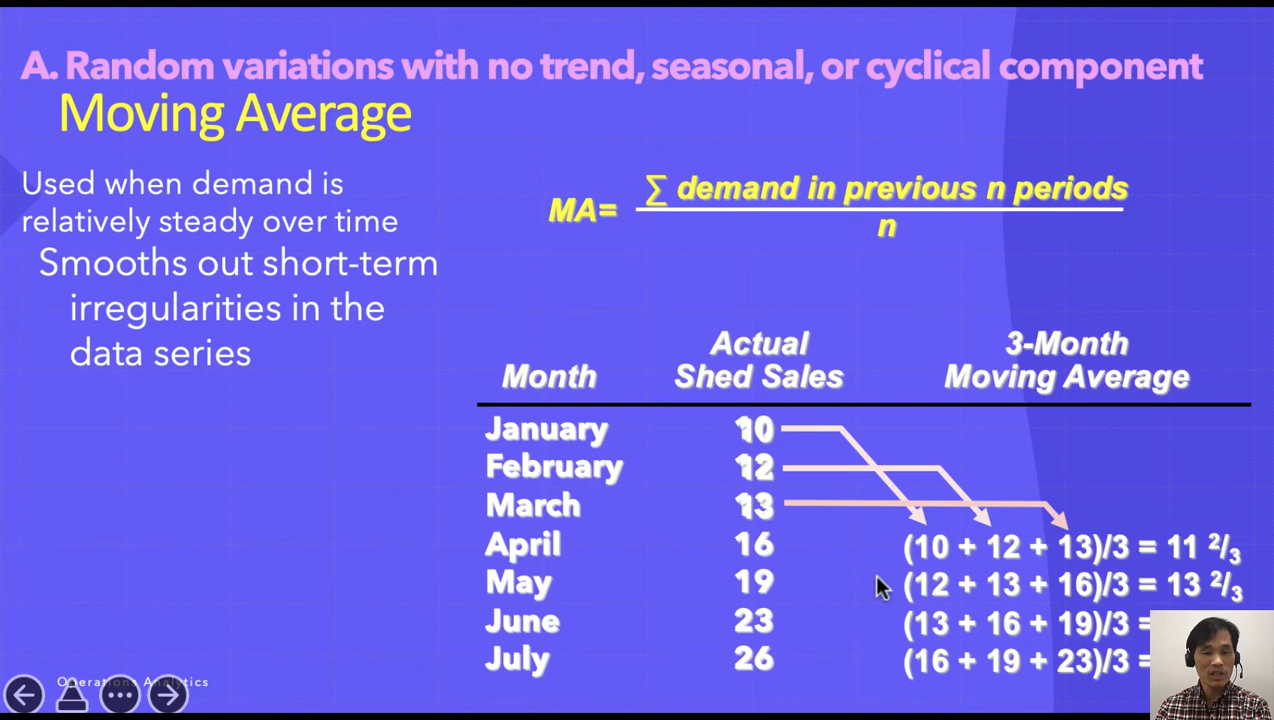 A. Random variations with no trend, seasonal, or cyclical component
Moving Average
Used when demand is
relatively steady over time
Smooths out short-term
irregularities in the
data series
MA=
∑ demand in previous n periods
n
Month Actual Shed Sales 3-Month Moving Average
January 10
February 12
March 13
April 16 (10 + 12 + 13)/3 = 11 2/3
May 19 (12 + 13 + 16)/3 = 13 2/3
June 23 (13 + 16 + 19)/3 =
July 26 (16 + 19 + 23)/3 =
Operations Analytics